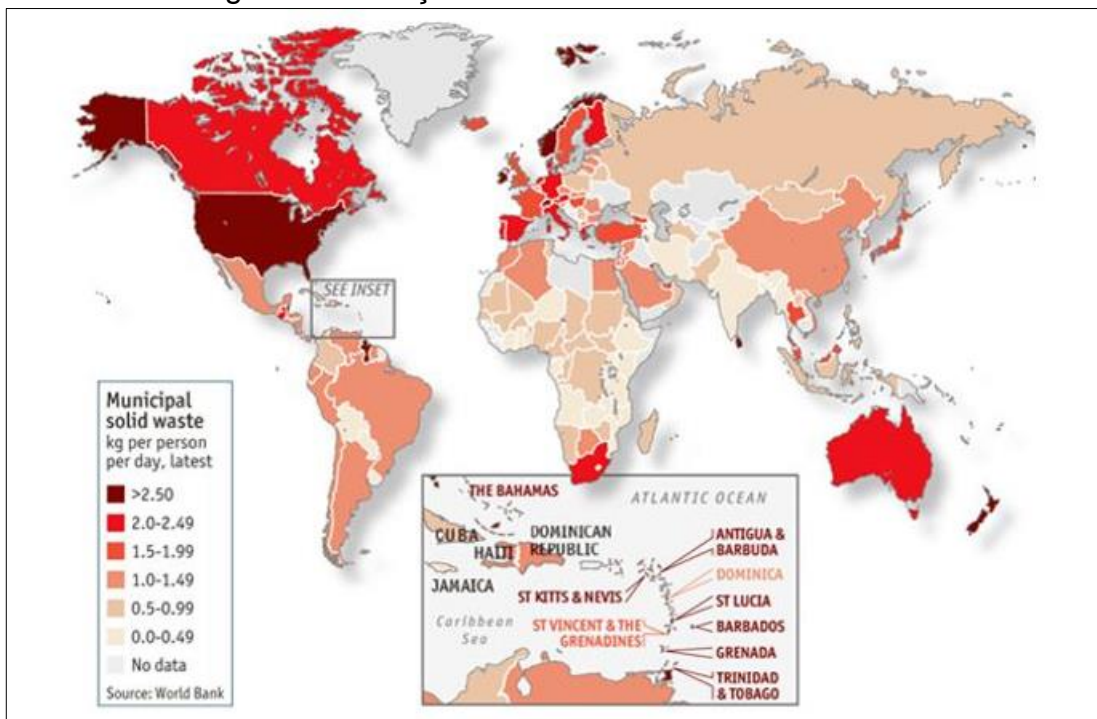 SEE INSET
Municipal
solid waste
kg per person
per day, latest
>2.50
2.0-2.49
1.5-1.99
1.0-1.49
0.5-0.99
0.0-0.49
No data
Source: World Bank
THE BAHAMAS
ATLANTIC OCEAN
CUBA
HAITI
DOMINICAN
REPUBLIC
JAMAICA
ANTIGUA &
BARBUDA
DOMINICA
ST KITTS & NEVIS
ST LUCIA
Caribbean
Sea
ST VINCENT & THE
GRENADINES
BARBADOS
GRENADA
TRINIDAD
& TOBAGO